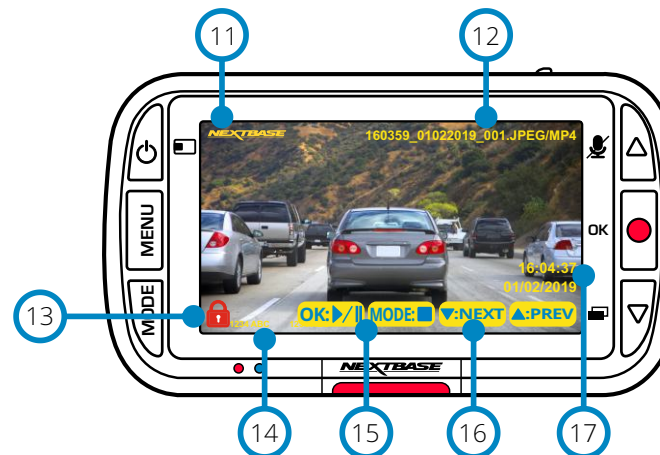 11
12
NEXTBASE
160359_01022019_001.JPEG/MP4
MENU
OK
16:04:37
01/02/2019
MODE
13
OK:▶/II
MODE:■
▼:NEXT
▲:PREV
NEXTBASE
14
15
16
17